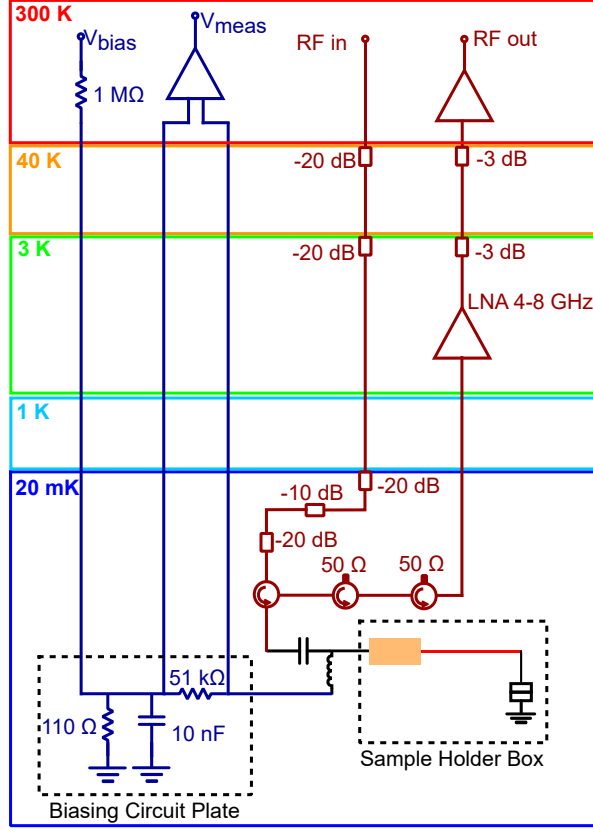 300 K
Vbias
Vmeas
RF in
RF out
1 MΩ
40 K
-20 dB
-3 dB
3 K
-20 dB
-3 dB
LNA 4-8 GHz
1 K
20 mK
-10 dB
-20 dB
-20 dB
50 Ω
50 Ω
51 kΩ
110 Ω
10 nF
Sample Holder Box
Biasing Circuit Plate